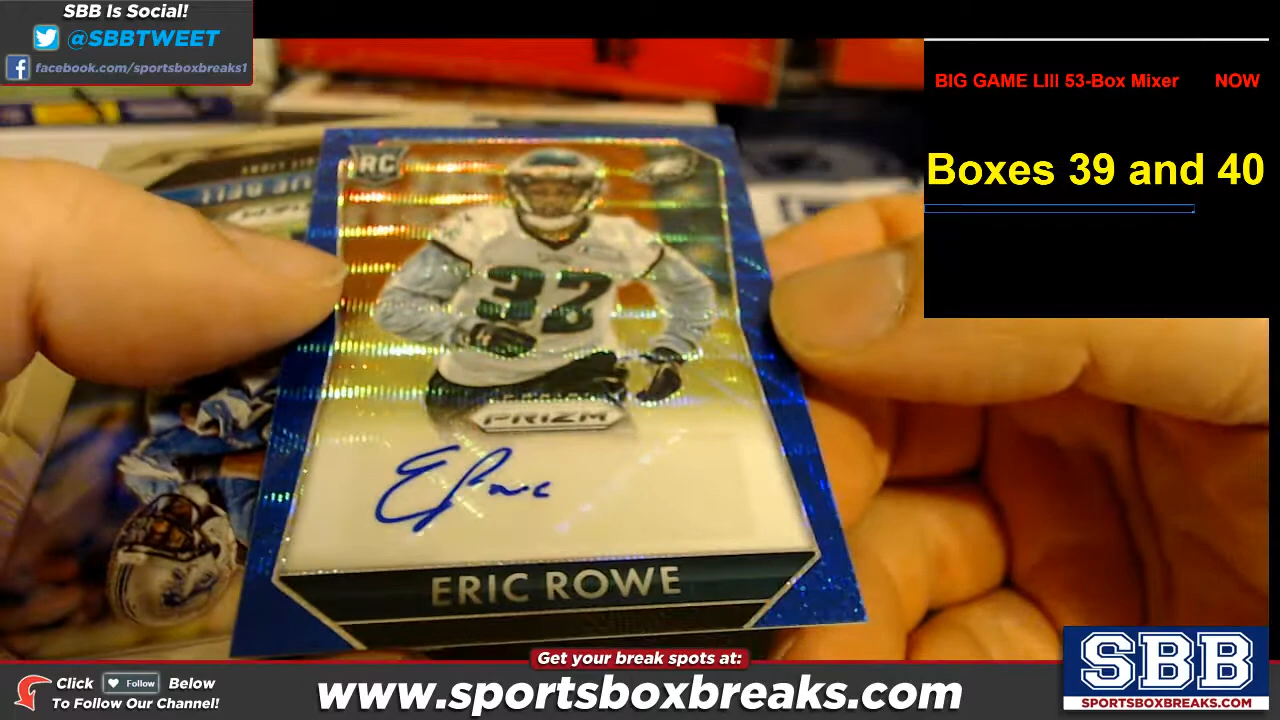 SBB Is Social!
@SBBTWEET
facebook.com/sportsboxbreaks1
BIG GAME LIII 53-Box Mixer NOW
Boxes 39 and 40
RC
32
PRIZM
ERIC ROWE
Get your break spots at:
Click Follow Below
To Follow Our Channel!
www.sportsboxbreaks.com
SBB
SPORTSBOXBREAKS.COM